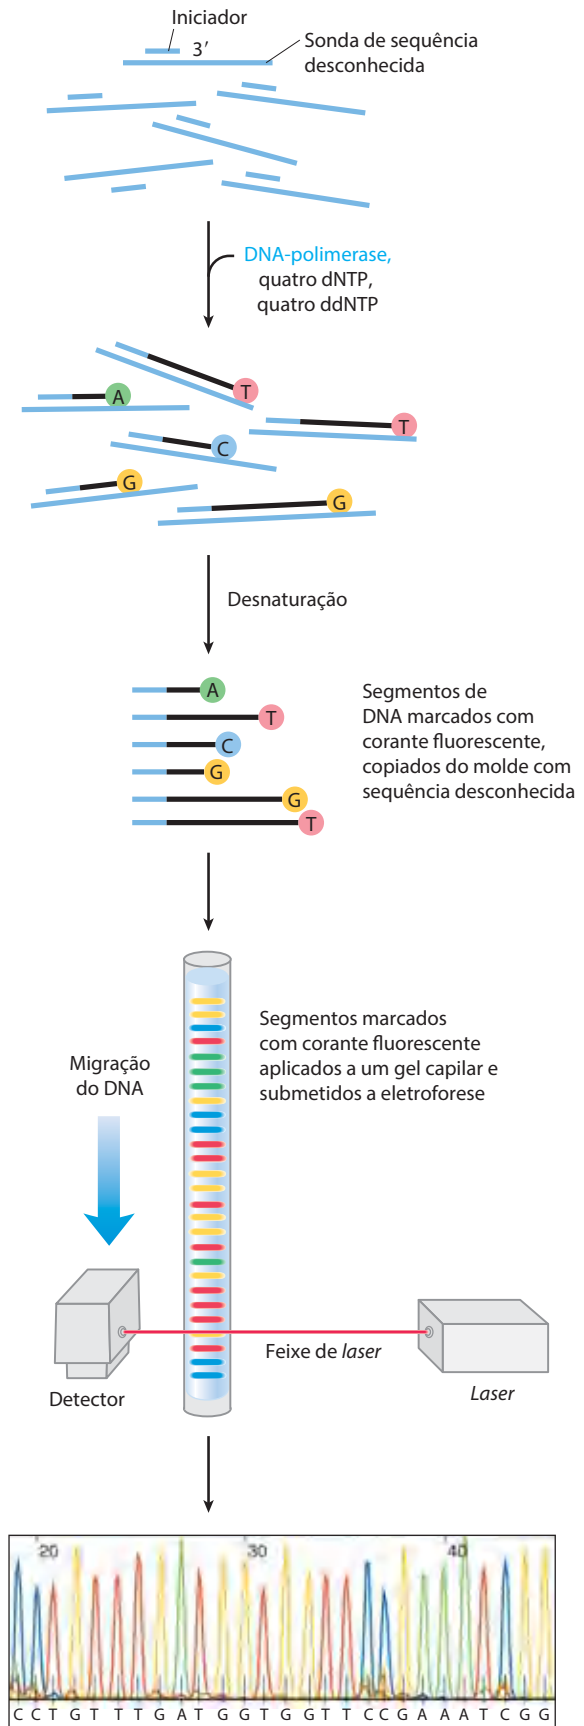 Iniciador
3′
Sonda de sequência
desconhecida
DNA-polimerase,
quatro dNTP,
quatro ddNTP
A
T
T
C
G
G
Desnaturação
A
T
C
G
G
T
Segmentos de
DNA marcados com
corante fluorescente,
copiados do molde com
sequência desconhecida
Segmentos marcados
com corante fluorescente
aplicados a um gel capilar e
submetidos a eletroforese
Migração
do DNA
Feixe de laser
Detector
Laser
20 30 40
C C T G T T T G A T G G T G G T T C C G A A A T C G G